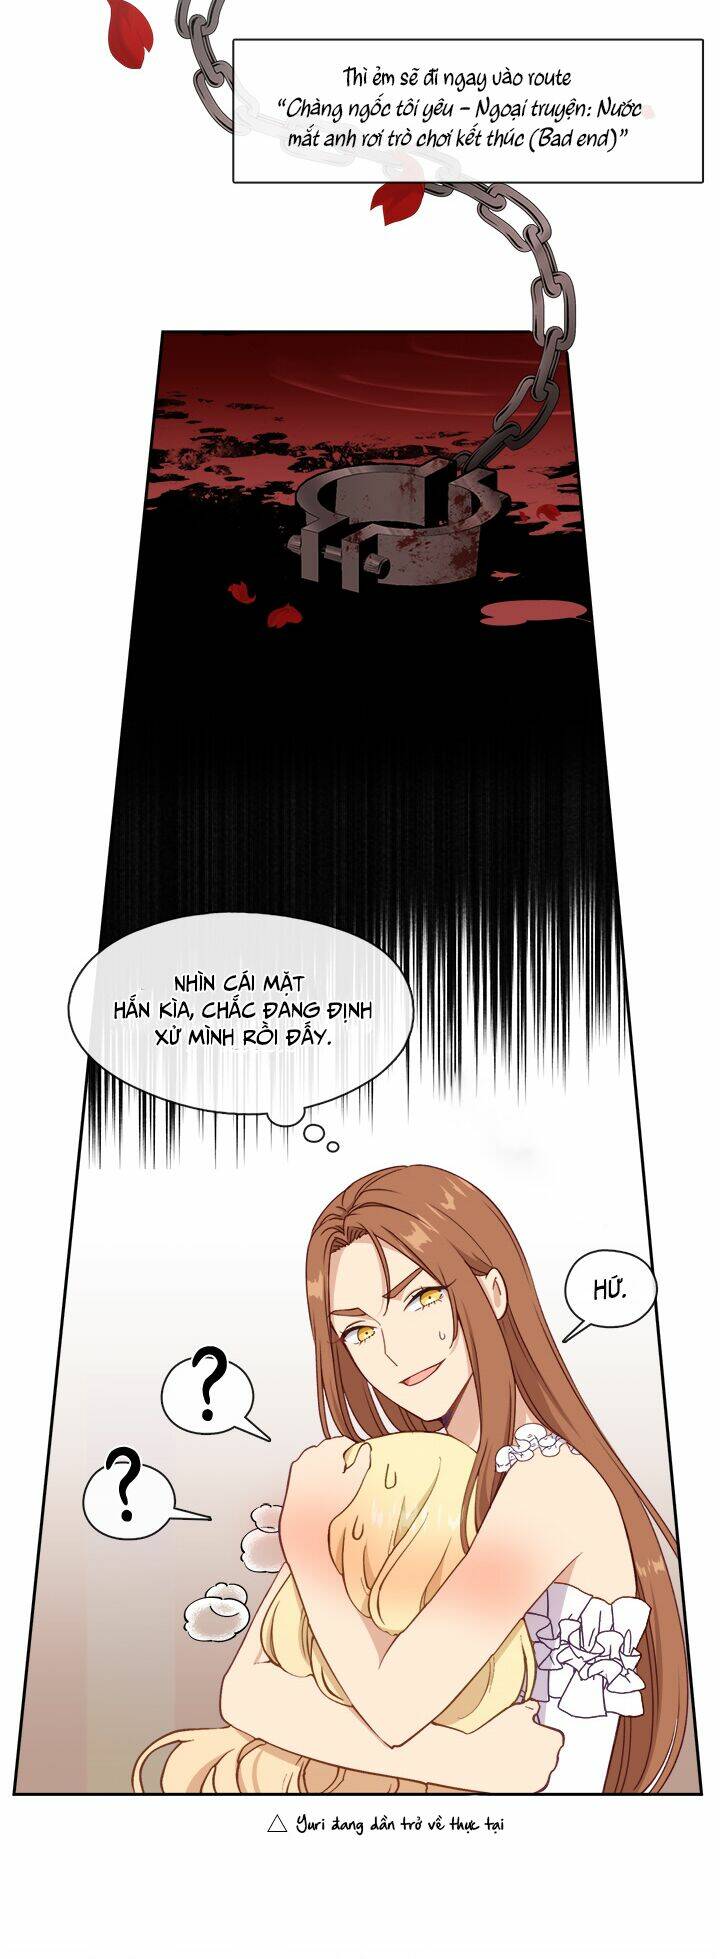 Thì ẻm sẽ đi ngay vào route
“Chàng ngốc tôi yêu – Ngoại truyện: Nước
mắt anh rơi trò chơi kết thúc (Bad end)”
NHÌN CÁI MẶT
HẮN KÌA, CHẮC ĐANG ĐỊNH
XỬ MÌNH RỒI ĐẤY.
HỨ.
?
?
△ Yuri đang dần trở về thực tại